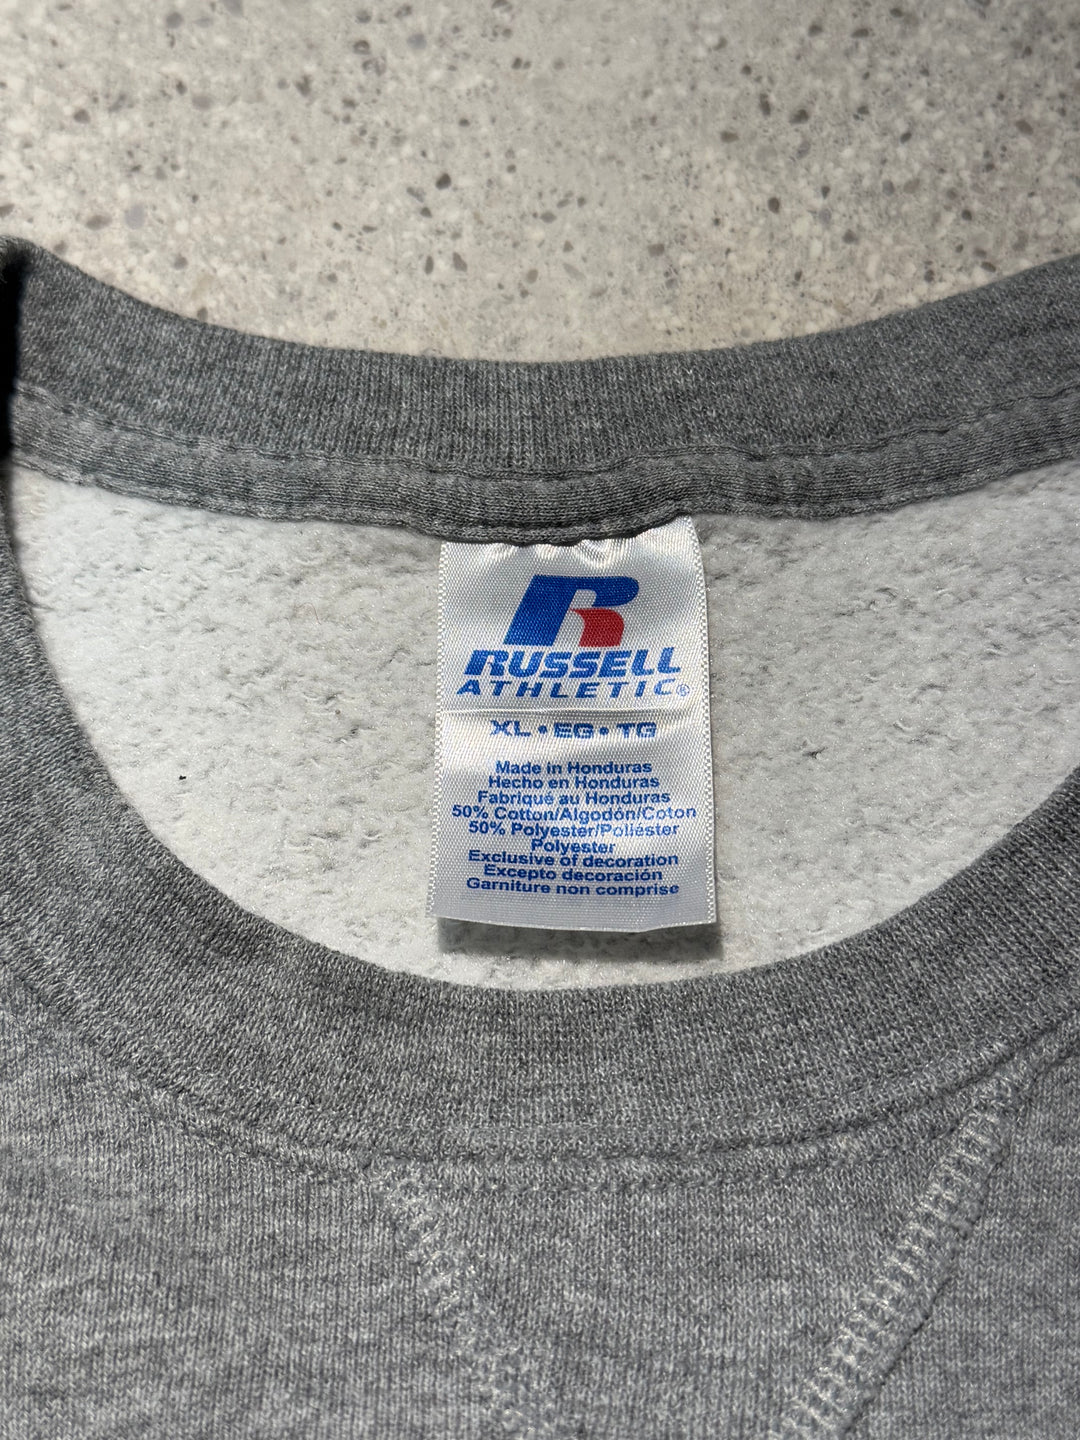 R
RUSSELL
ATHLETIC®
XL • EG • TG
Made in Honduras
Hecho en Honduras
Fabriqué au Honduras
50% Cotton/Algodón/Coton
50% Polyester/Poliéster
Polyester
Exclusive of decoration
Excepto decoración
Garniture non comprise